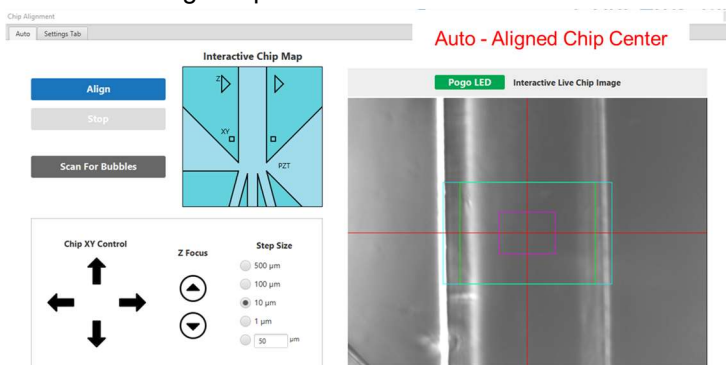 Chip Alignment
Auto
Settings Tab
Auto - Aligned Chip Center
Interactive Chip Map
Align
Stop
Scan For Bubbles
Z
XY
PZT
Pogo LED
Interactive Live Chip Image
Chip XY Control
Z Focus
Step Size
500 µm
100 µm
10 µm
1 µm
50 µm